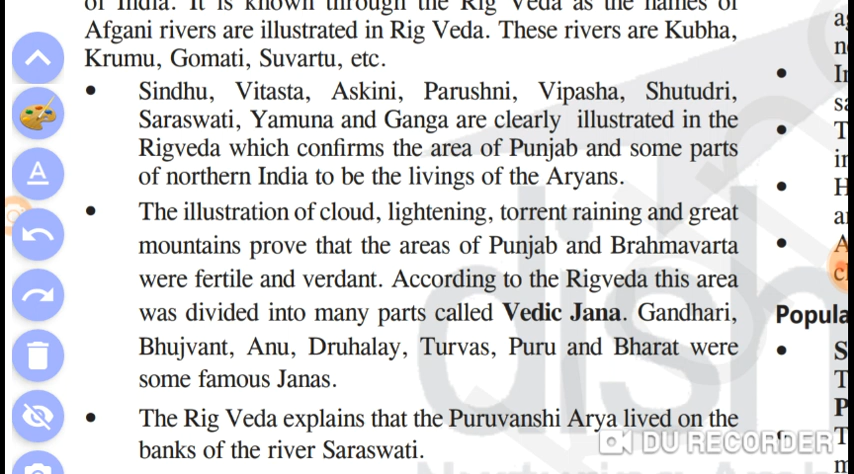 of India. It is known through the Rig Veda as the names of
Afgani rivers are illustrated in Rig Veda. These rivers are Kubha,
Krumu, Gomati, Suvartu, etc.
• Sindhu, Vitasta, Askini, Parushni, Vipasha, Shutudri,
Saraswati, Yamuna and Ganga are clearly illustrated in the
Rigveda which confirms the area of Punjab and some parts
of northern India to be the livings of the Aryans.
• The illustration of cloud, lightening, torrent raining and great
mountains prove that the areas of Punjab and Brahmavarta
were fertile and verdant. According to the Rigveda this area
was divided into many parts called Vedic Jana. Gandhari,
Bhujvant, Anu, Druhalay, Turvas, Puru and Bharat were
some famous Janas.
• The Rig Veda explains that the Puruvanshi Arya lived on the
banks of the river Saraswati.
Popula
dish
DU RECORDER
A